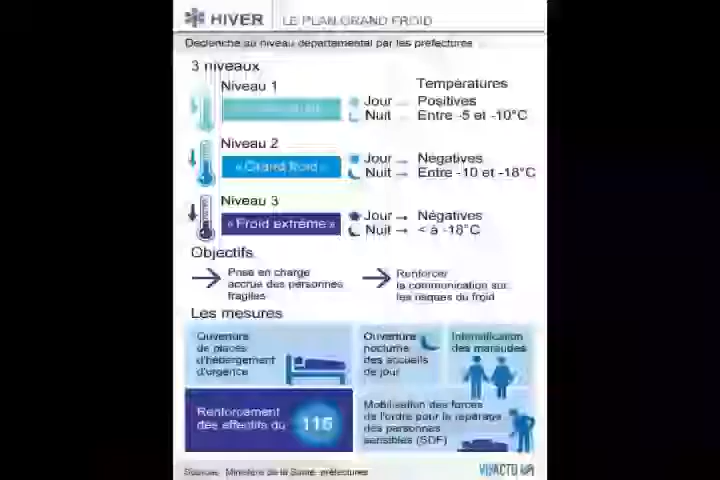 HIVER LE PLAN GRAND FROID
Déclenché au niveau départemental par les préfectures
3 niveaux
Températures
Niveau 1
Jour → Positives
Nuit → Entre -5 et -10°C
Niveau 2
« Grand froid »
Jour → Négatives
Nuit → Entre -10 et -18°C
Niveau 3
« Froid extrême »
Jour → Négatives
Nuit → < à -18°C
Objectifs
Prise en charge
accrue des personnes
fragiles
Renforcer
la communication sur
les risques du froid
Les mesures
Ouverture
de places
d'hébergement
d'urgence
Ouverture
nocturne
des accueils
de jour
Intensification
des maraudes
Renforcement
des effectifs du 115
Mobilisation des forces
de l'ordre pour le repérage
des personnes
sensibles (SDF)
Sources : Ministère de la Santé, préfectures
VISACTU